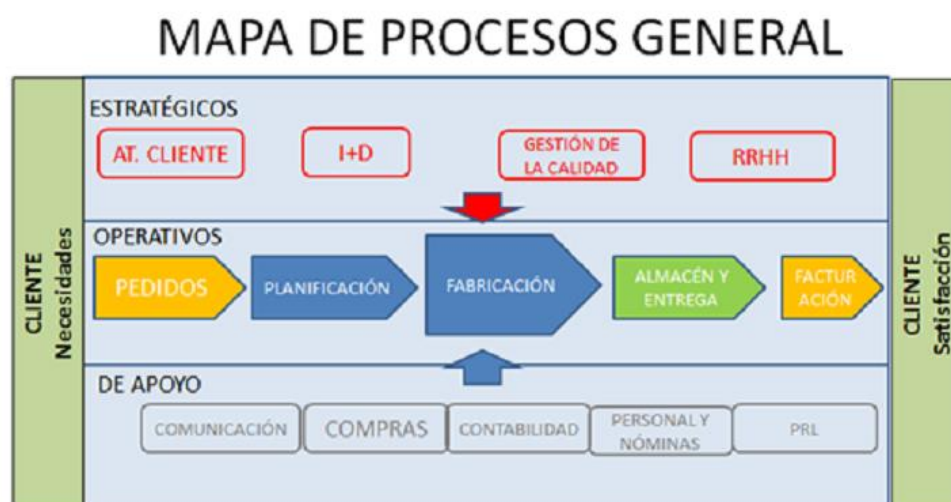 MAPA DE PROCESOS GENERAL
CLIENTE
Necesidades
ESTRATÉGICOS
AT. CLIENTE
I+D
GESTIÓN DE
LA CALIDAD
RRHH
OPERATIVOS
PEDIDOS
PLANIFICACIÓN
FABRICACIÓN
ALMACÉN Y
ENTREGA
FACTUR
ACIÓN
DE APOYO
COMUNICACIÓN
COMPRAS
CONTABILIDAD
PERSONAL Y
NÓMINAS
PRL
CLIENTE
Satisfacción